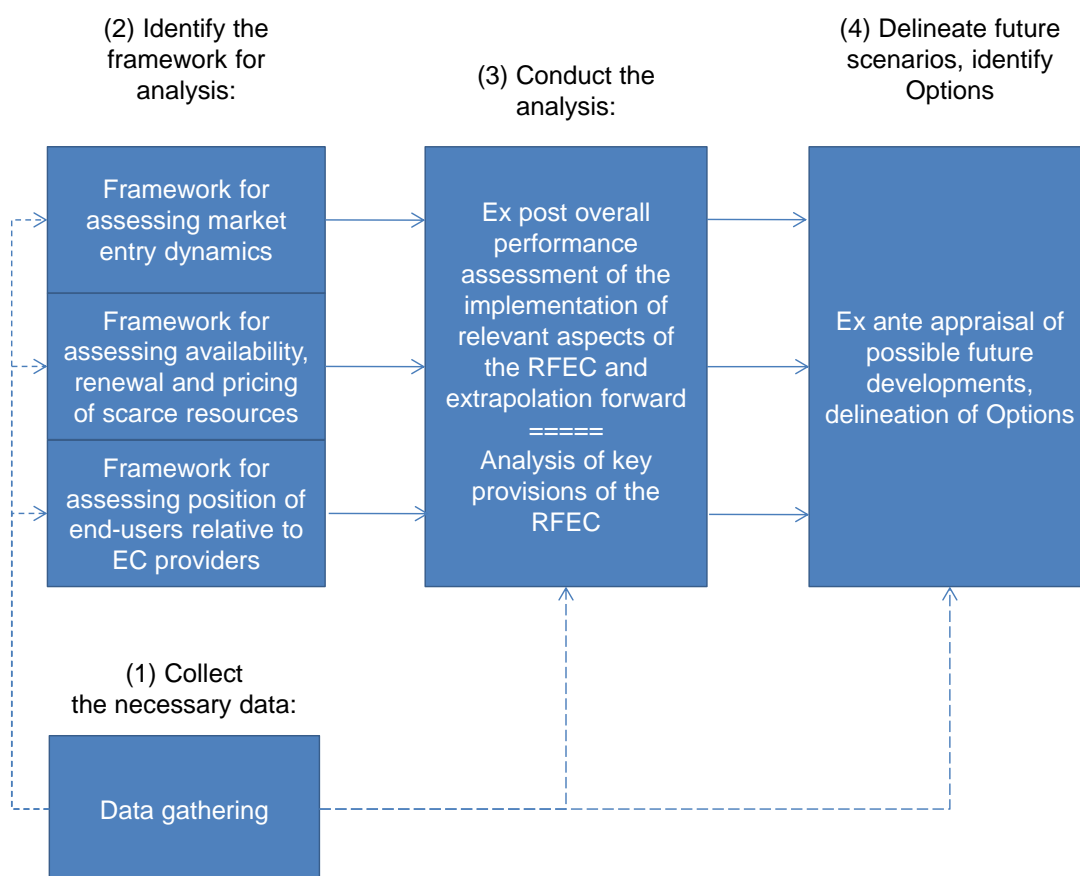 (2) Identify the
framework for
analysis:
(3) Conduct the
analysis:
(4) Delineate future
scenarios, identify
Options
Framework for
assessing market
entry dynamics
Framework for
assessing availability,
renewal and pricing
of scarce resources
Framework for
assessing position of
end-users relative to
EC providers
Ex post overall
performance
assessment of the
implementation of
relevant aspects of
the RFEC and
extrapolation forward
=====
Analysis of key
provisions of the
RFEC
Ex ante appraisal of
possible future
developments,
delineation of Options
(1) Collect
the necessary data:
Data gathering